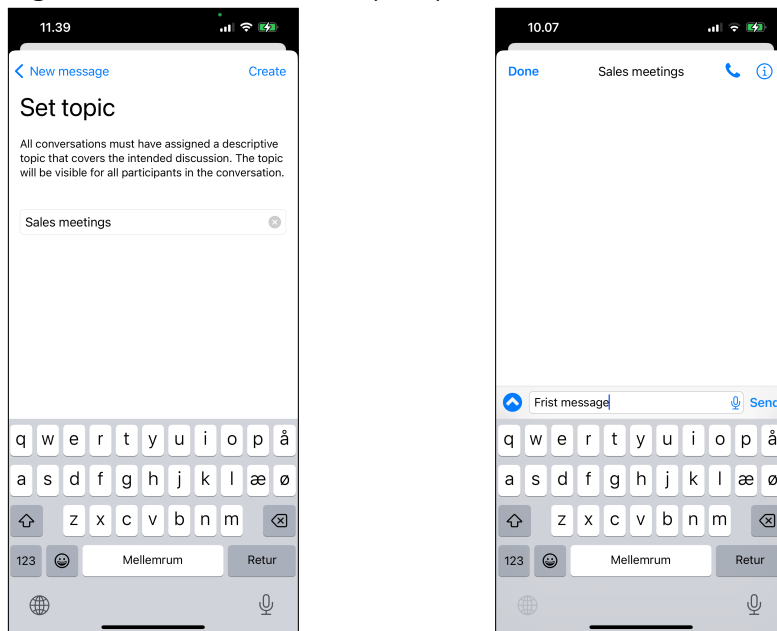 11.39
New message
Create
Set topic
All conversations must have assigned a descriptive
topic that covers the intended discussion. The topic
will be visible for all participants in the conversation.
Sales meetings
q w e r t y u i o p å
a s d f g h j k l æ ø
z x c v b n m
123
Mellemrum
Retur
10.07
Done
Sales meetings
Frist message
Send
q w e r t y u i o p å
a s d f g h j k l æ ø
z x c v b n m
123
Mellemrum
Retur